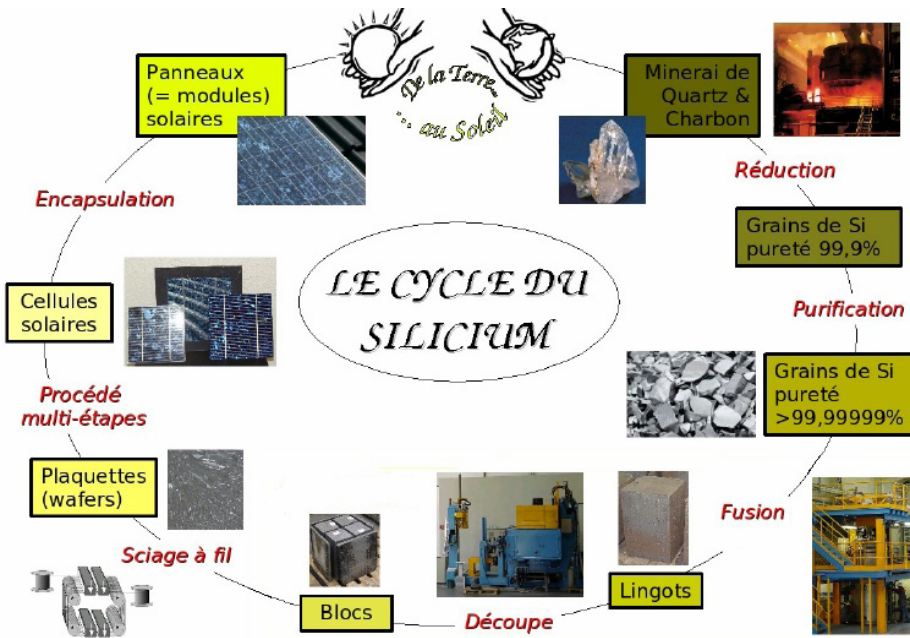 De la Terre...
... au Soleil
LE CYCLE DU
SILICIUM
Minerai de
Quartz &
Charbon
Réduction
Grains de Si
pureté 99,9%
Purification
Grains de Si
pureté
>99,99999%
Fusion
Lingots
Découpe
Blocs
Sciage à fil
Plaquettes
(wafers)
Procédé
multi-étapes
Cellules
solaires
Encapsulation
Panneaux
(= modules)
solaires